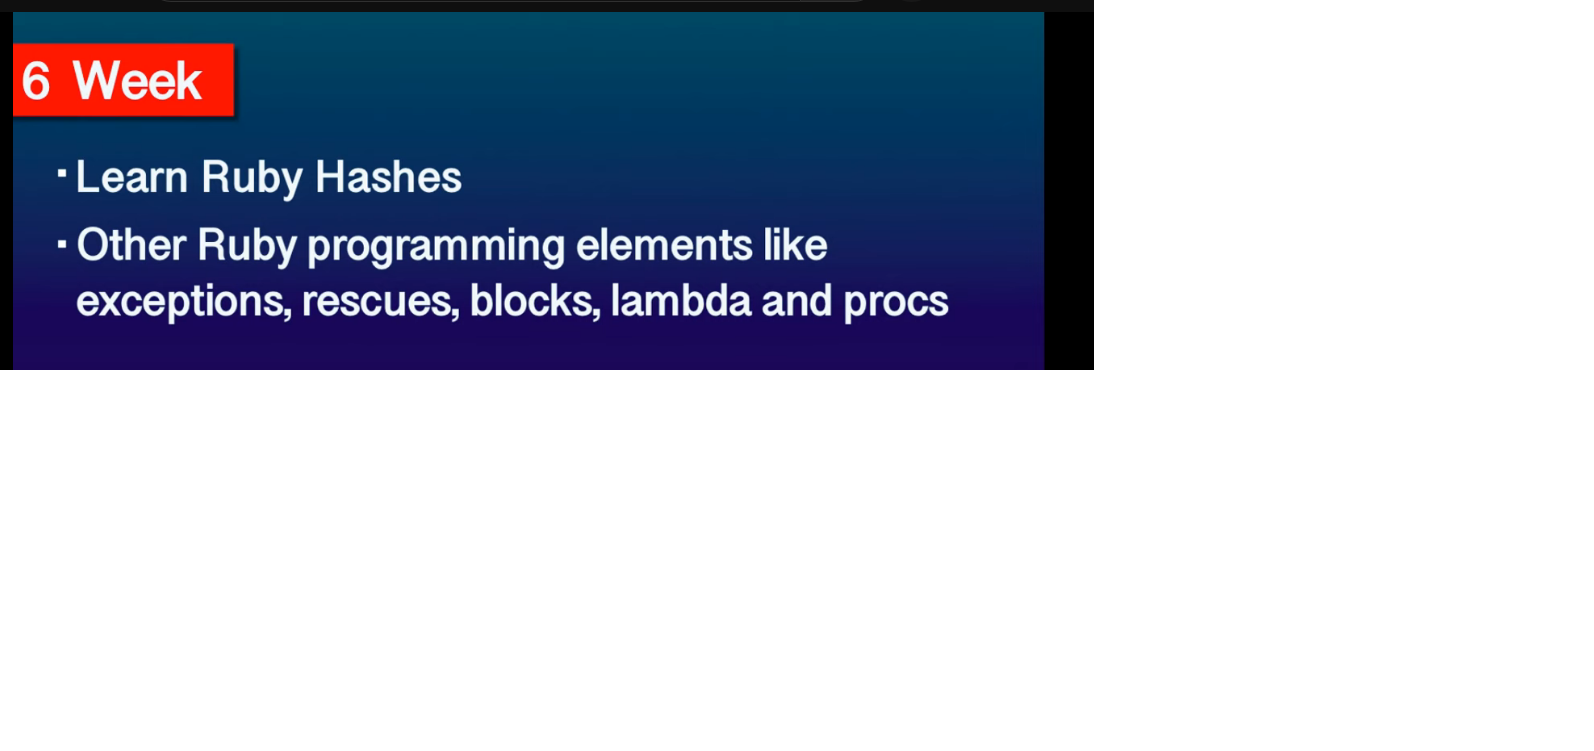 6 Week
· Learn Ruby Hashes
· Other Ruby programming elements like
exceptions, rescues, blocks, lambda and procs